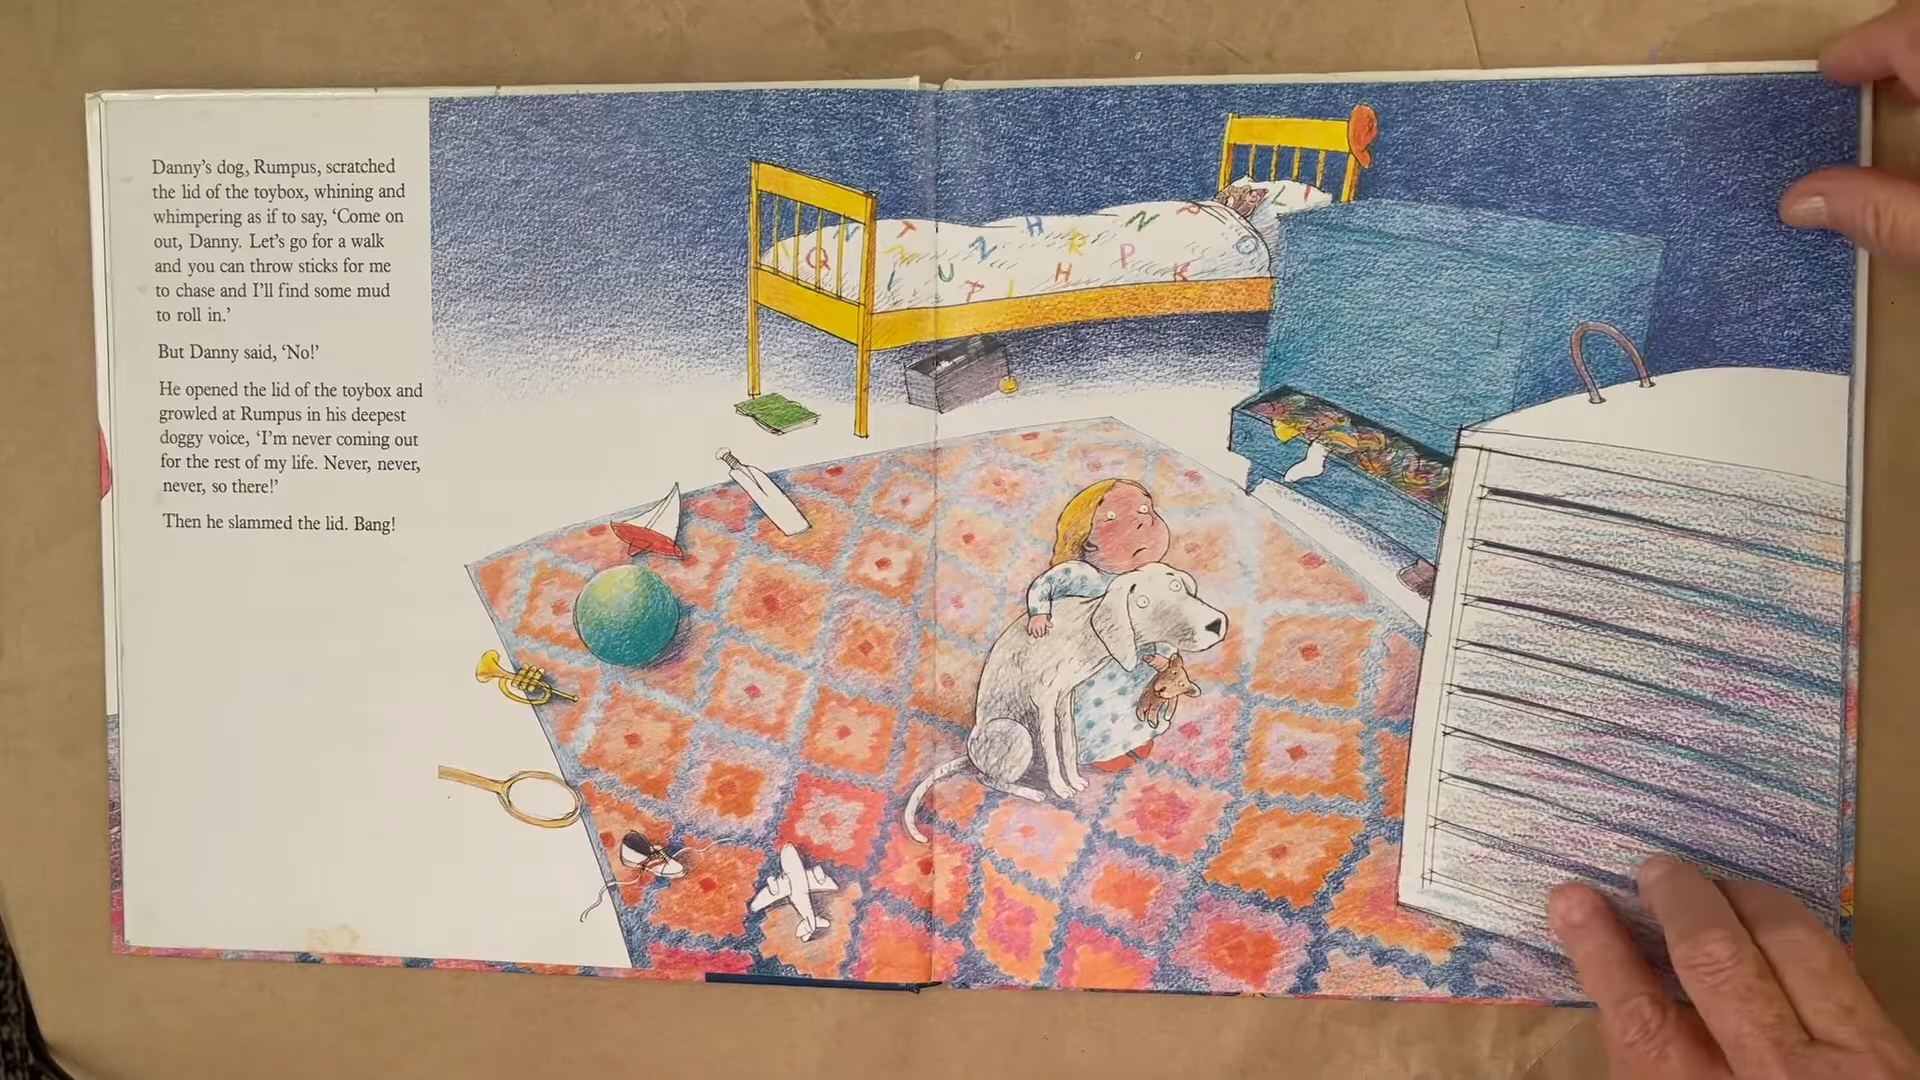 Danny’s dog, Rumpus, scratched
the lid of the toybox, whining and
whimpering as if to say, ‘Come on
out, Danny. Let’s go for a walk
and you can throw sticks for me
to chase and I’ll find some mud
to roll in.’
But Danny said, ‘No!’
He opened the lid of the toybox and
growled at Rumpus in his deepest
doggy voice, ‘I’m never coming out
for the rest of my life. Never, never,
never, so there!’
Then he slammed the lid. Bang!